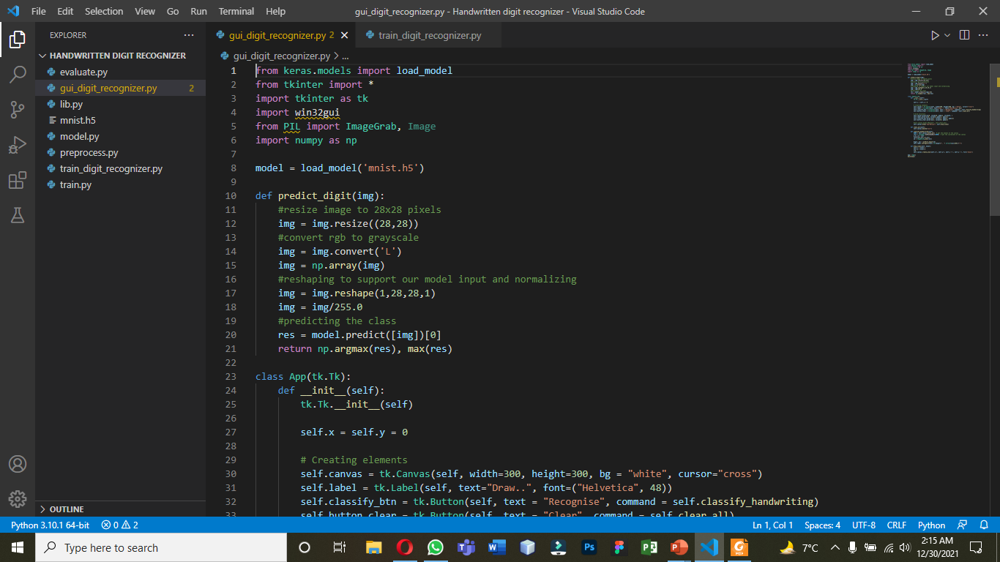 File Edit Selection View Go Run Terminal Help
gui_digit_recognizer.py - Handwritten digit recognizer - Visual Studio Code
EXPLORER
HANDWRITTEN DIGIT RECOGNIZER
evaluate.py
gui_digit_recognizer.py 2
lib.py
mnist.h5
model.py
preprocess.py
train_digit_recognizer.py
train.py
OUTLINE
gui_digit_recognizer.py 2 train_digit_recognizer.py
gui_digit_recognizer.py > ...
1 from keras.models import load_model
2 from tkinter import *
3 import tkinter as tk
4 import win32gui
5 from PIL import ImageGrab, Image
6 import numpy as np
7
8 model = load_model('mnist.h5')
9
10 def predict_digit(img):
11     #resize image to 28x28 pixels
12     img = img.resize((28,28))
13     #convert rgb to grayscale
14     img = img.convert('L')
15     img = np.array(img)
16     #reshaping to support our model input and normalizing
17     img = img.reshape(1,28,28,1)
18     img = img/255.0
19     #predicting the class
20     res = model.predict([img])[0]
21     return np.argmax(res), max(res)
22
23 class App(tk.Tk):
24     def __init__(self):
25         tk.Tk.__init__(self)
26
27         self.x = self.y = 0
28
29         # Creating elements
30         self.canvas = tk.Canvas(self, width=300, height=300, bg = "white", cursor="cross")
31         self.label = tk.Label(self, text="Draw..", font=("Helvetica", 48))
32         self.classify_btn = tk.Button(self, text = "Recognise", command = self.classify_handwriting)
33         self.button_clear = tk.Button(self, text = "Clear", command = self.clear_all)
Python 3.10.1 64-bit 0 2 Ln 1, Col 1 Spaces: 4 UTF-8 CRLF Python
Type here to search
7°C
2:15 AM
12/30/2021